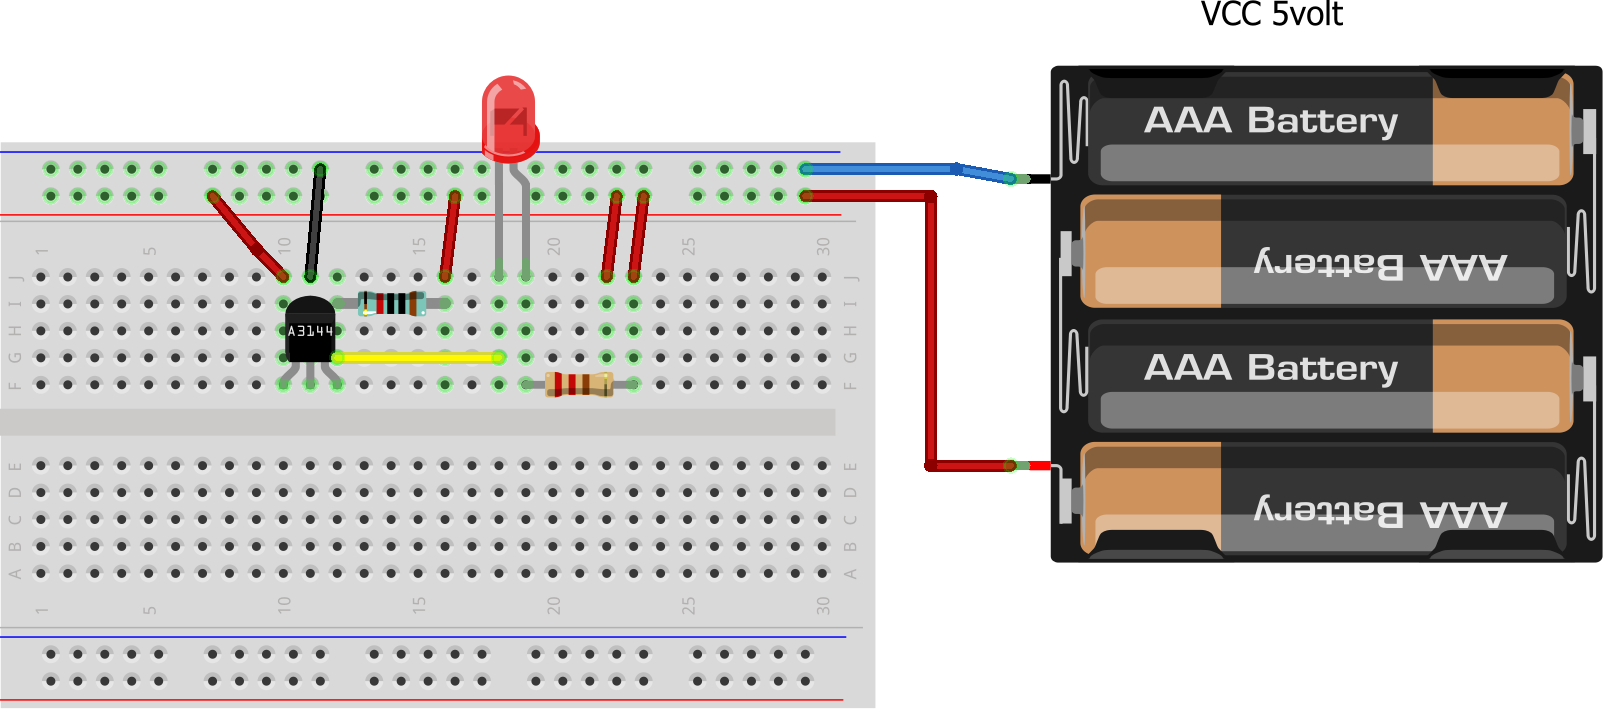 VCC 5volt
AAA Battery
AAA Battery
AAA Battery
AAA Battery
1 5 10 15 20 25 30
J J
I I
H H
G G
F F
A3144
E E
D D
C C
B B
A A
1 5 10 15 20 25 30